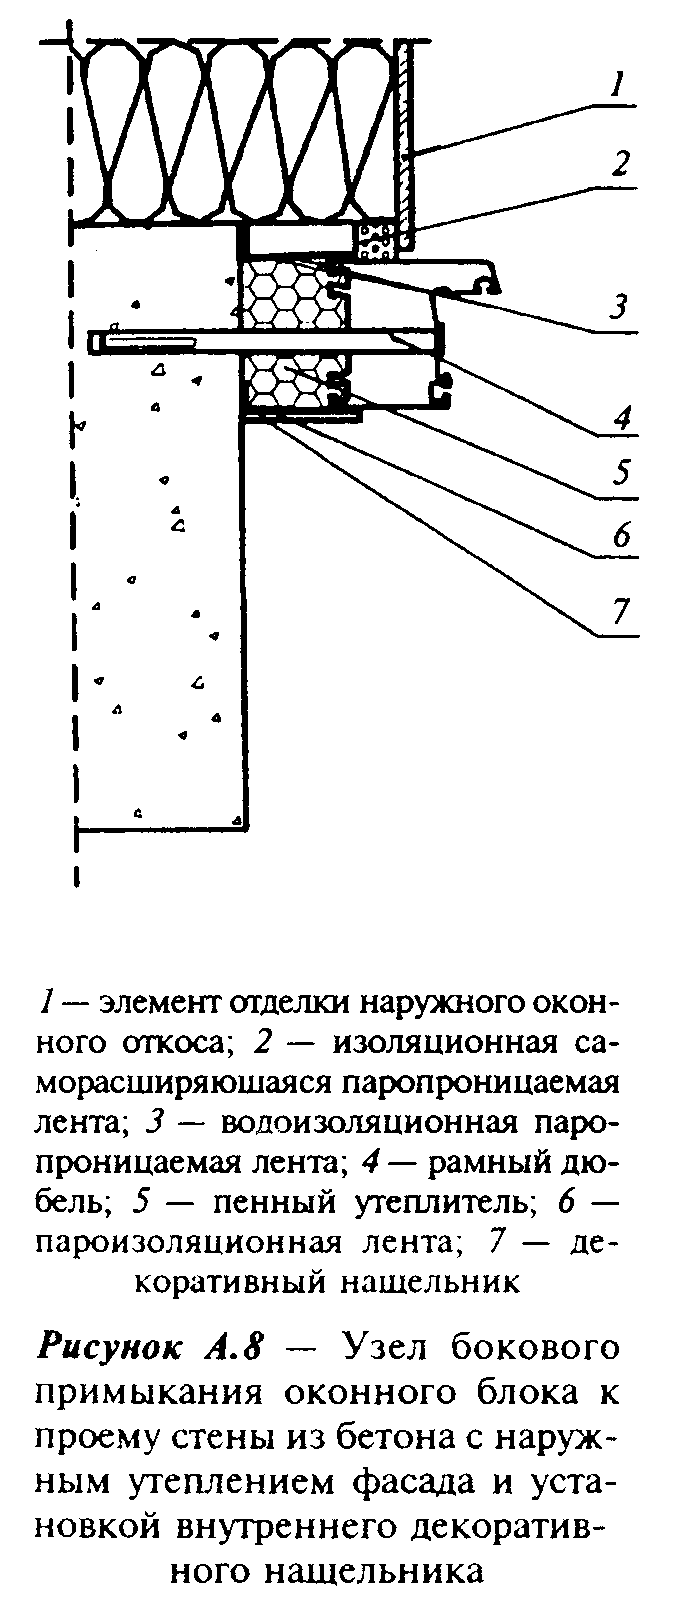 1
2
3
4
5
6
7
1 — элемент отделки наружного окон-
ного откоса; 2 — изоляционная са-
морасширяюшаяся паропроницаемая
лента; 3 — водоизоляционная паро-
проницаемая лента; 4 — рамный дю-
бель; 5 — пенный утеплитель; 6 —
пароизоляционная лента; 7 — де-
коративный нащельник
Рисунок А.8 — Узел бокового
примыкания оконного блока к
проему стены из бетона с наруж-
ным утеплением фасада и уста-
новкой внутреннего декоратив-
ного нащельника